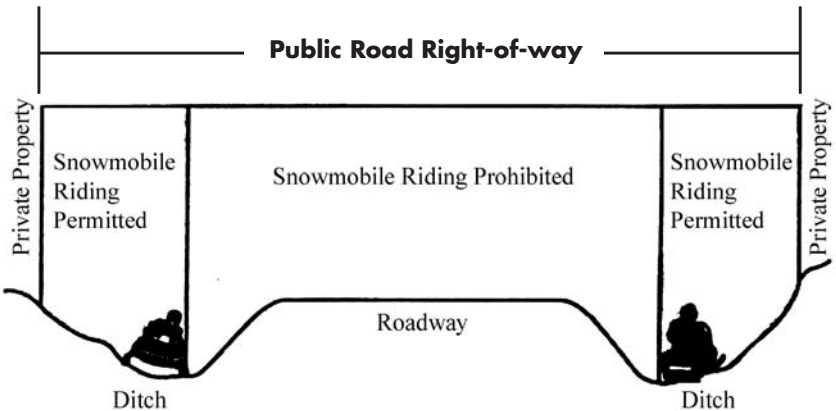 Public Road Right-of-way
Private Property
Snowmobile
Riding
Permitted
Snowmobile Riding Prohibited
Snowmobile
Riding
Permitted
Private Property
Roadway
Ditch
Ditch